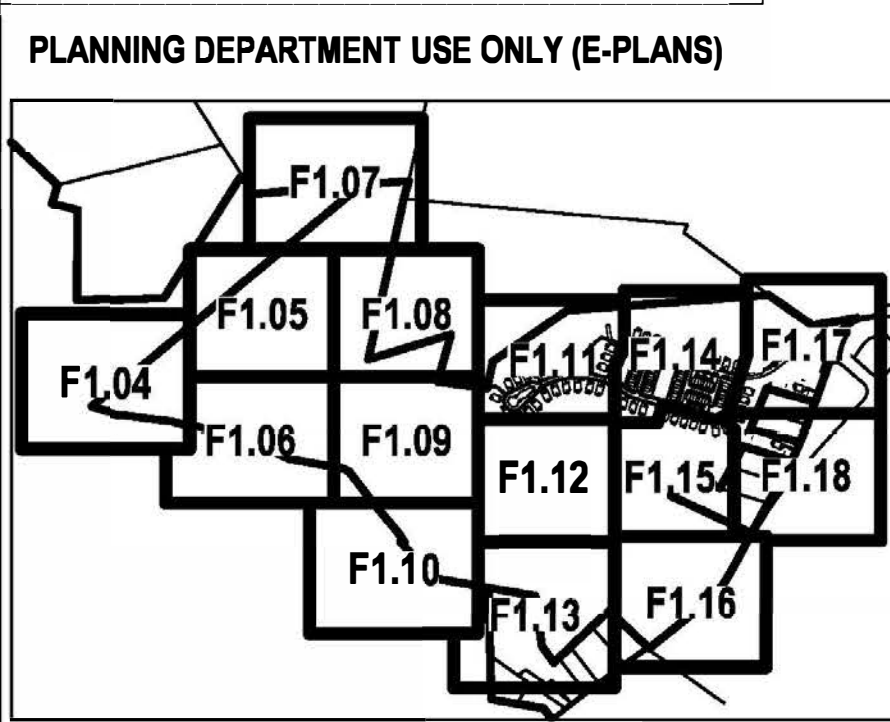 PLANNING DEPARTMENT USE ONLY (E-PLANS)
F1.07
F1.05
F1.08
F1.04
F1.11
F1.14
F1.17
F1.06
F1.09
F1.12
F1.15
F1.18
F1.10
F1.13
F1.16